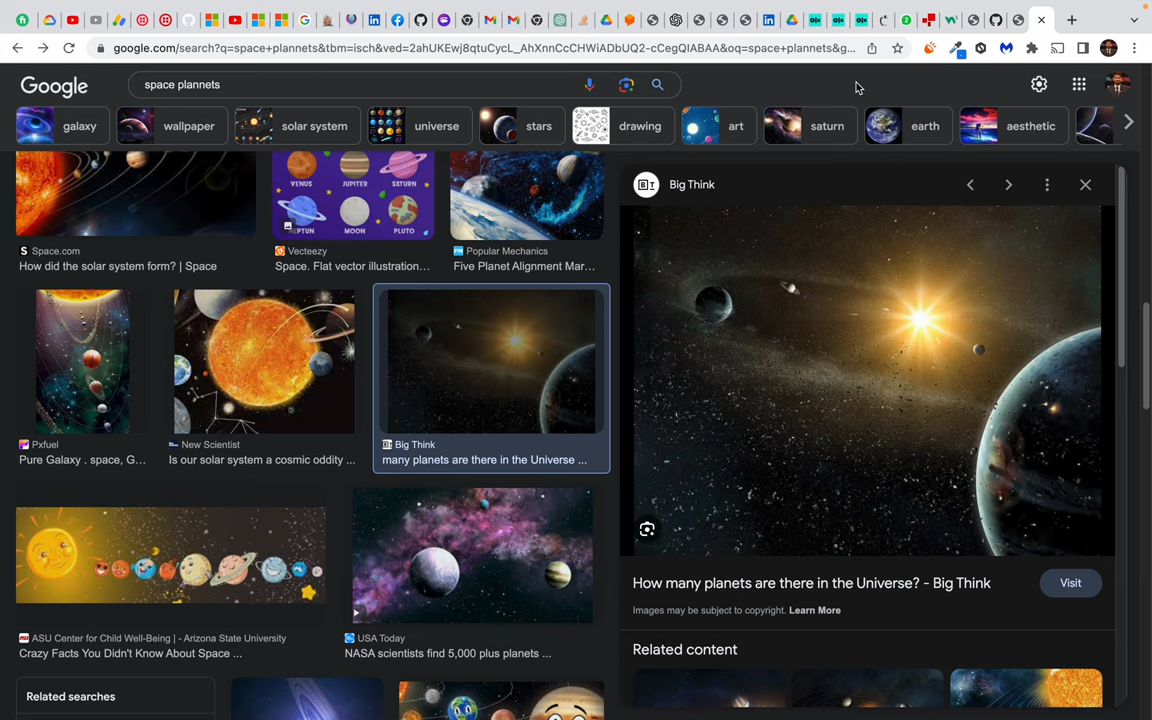 google.com/search?q=space+plannets&tbm=isch&ved=2ahUKEwj8qtuCycL_AhXnnCcCHWiADbUQ2-cCegQIABAA&oq=space+plannets&g...
Google
space plannets
galaxy
wallpaper
solar system
universe
stars
drawing
art
saturn
earth
aesthetic
VENUS
JUPITER
SATURN
NEPTUN
MOON
PLUTO
Space.com
How did the solar system form? | Space
Vecteezy
Space. Flat vector illustration...
Popular Mechanics
Five Planet Alignment Mar...
Pxfuel
Pure Galaxy . space, G...
New Scientist
Is our solar system a cosmic oddity ...
Big Think
many planets are there in the Universe ...
ASU Center for Child Well-Being | - Arizona State University
Crazy Facts You Didn't Know About Space ...
USA Today
NASA scientists find 5,000 plus planets ...
Related searches
Big Think
How many planets are there in the Universe? - Big Think
Visit
Images may be subject to copyright. Learn More
Related content